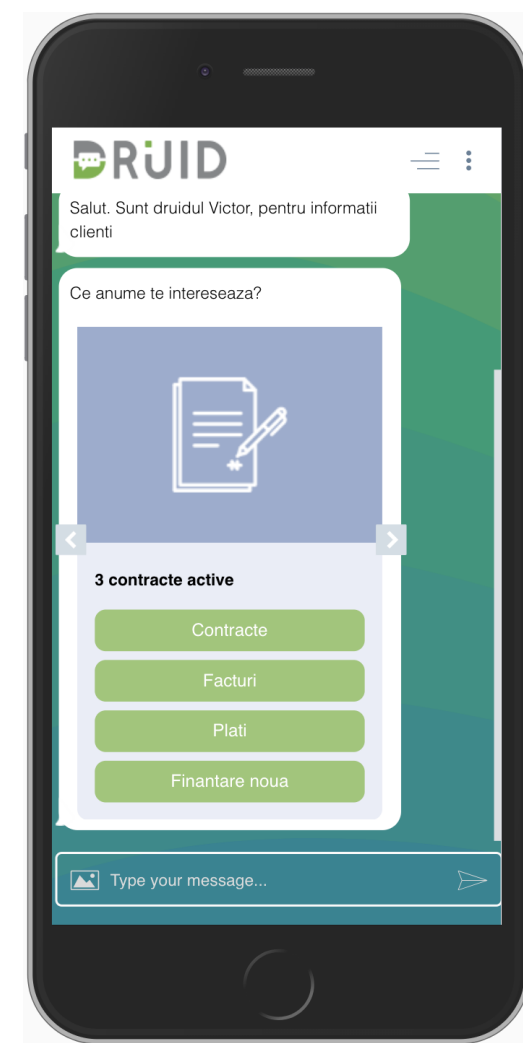 DRUID
Salut. Sunt druidul Victor, pentru informatii
clienti
Ce anume te intereseaza?
3 contracte active
Contracte
Facturi
Plati
Finantare noua
Type your message...